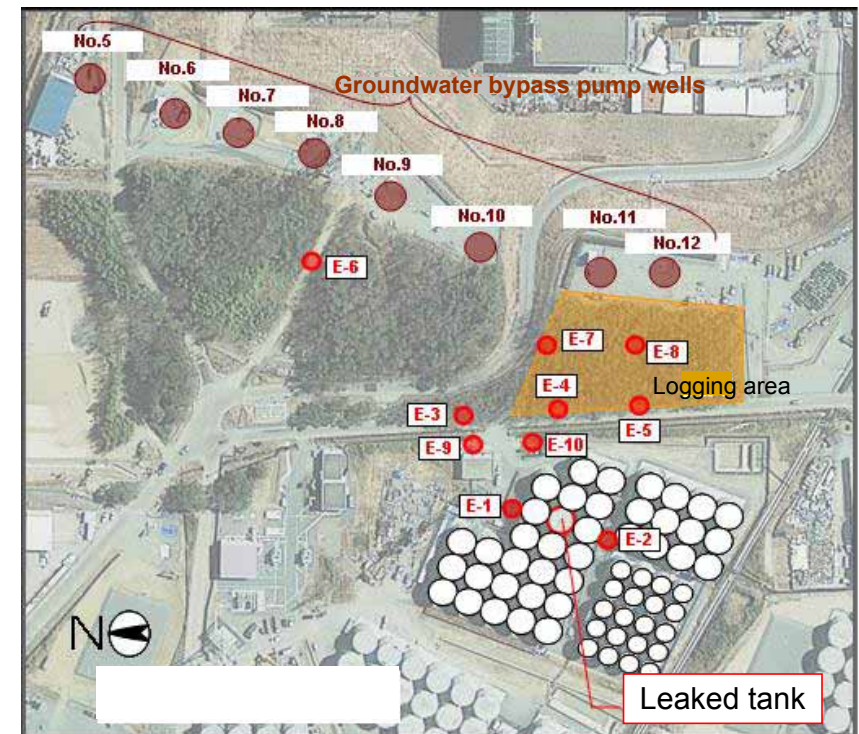 No.5
No.6
Groundwater bypass pump wells
No.7
No.8
No.9
No.10
No.11
No.12
E-6
E-7
E-8
Logging area
E-4
E-3
E-5
E-9
E-10
E-1
E-2
N
Leaked tank